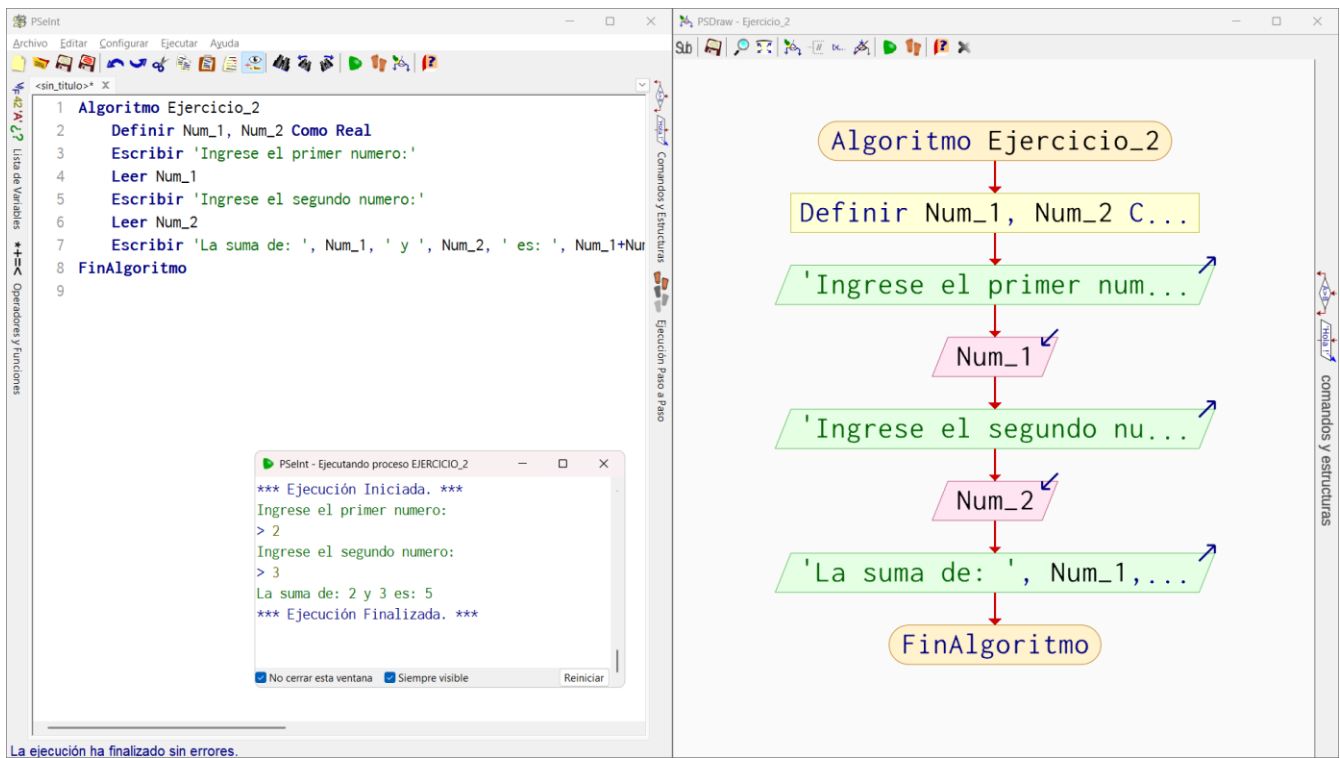 PSeInt
Archivo Editar Configurar Ejecutar Ayuda
<sin_titulo>* X
42 'A' ¿? Lista de Variables
*+=< Operadores y Funciones
1 Algoritmo Ejercicio_2
2 Definir Num_1, Num_2 Como Real
3 Escribir 'Ingrese el primer numero:'
4 Leer Num_1
5 Escribir 'Ingrese el segundo numero:'
6 Leer Num_2
7 Escribir 'La suma de: ', Num_1, ' y ', Num_2, ' es: ', Num_1+Nur
8 FinAlgoritmo
9
Comandos y Estructuras
Ejecución Paso a Paso
PSeInt - Ejecutando proceso EJERCICIO_2
*** Ejecución Iniciada. ***
Ingrese el primer numero:
> 2
Ingrese el segundo numero:
> 3
La suma de: 2 y 3 es: 5
*** Ejecución Finalizada. ***
No cerrar esta ventana Siempre visible Reiniciar
La ejecución ha finalizado sin errores.
PSDraw - Ejercicio_2
Sub
Algoritmo Ejercicio_2
Definir Num_1, Num_2 C...
'Ingrese el primer num...
Num_1
'Ingrese el segundo nu...
Num_2
'La suma de: ', Num_1,...
FinAlgoritmo
comandos y estructuras